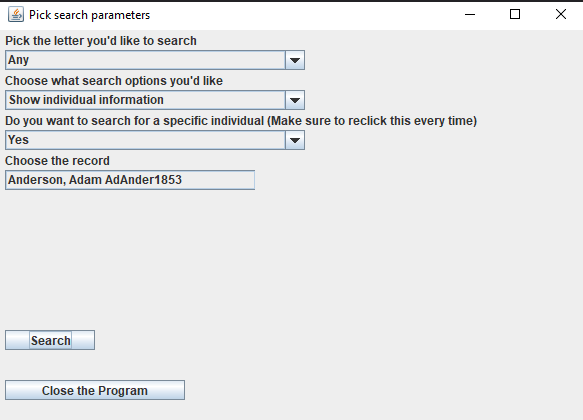 Pick search parameters
Pick the letter you'd like to search
Any
Choose what search options you'd like
Show individual information
Do you want to search for a specific individual (Make sure to reclick this every time)
Yes
Choose the record
Anderson, Adam AdAnder1853
Search
Close the Program